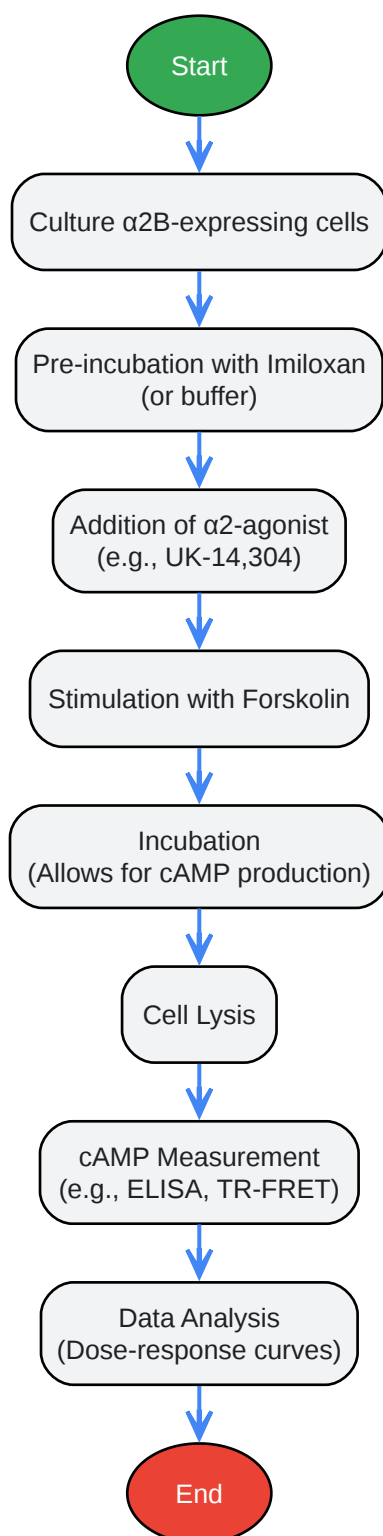 Start
Culture α2B-expressing cells
Pre-incubation with Imiloxan
(or buffer)
Addition of α2-agonist
(e.g., UK-14,304)
Stimulation with Forskolin
Incubation
(Allows for cAMP production)
Cell Lysis
cAMP Measurement
(e.g., ELISA, TR-FRET)
Data Analysis
(Dose-response curves)
End